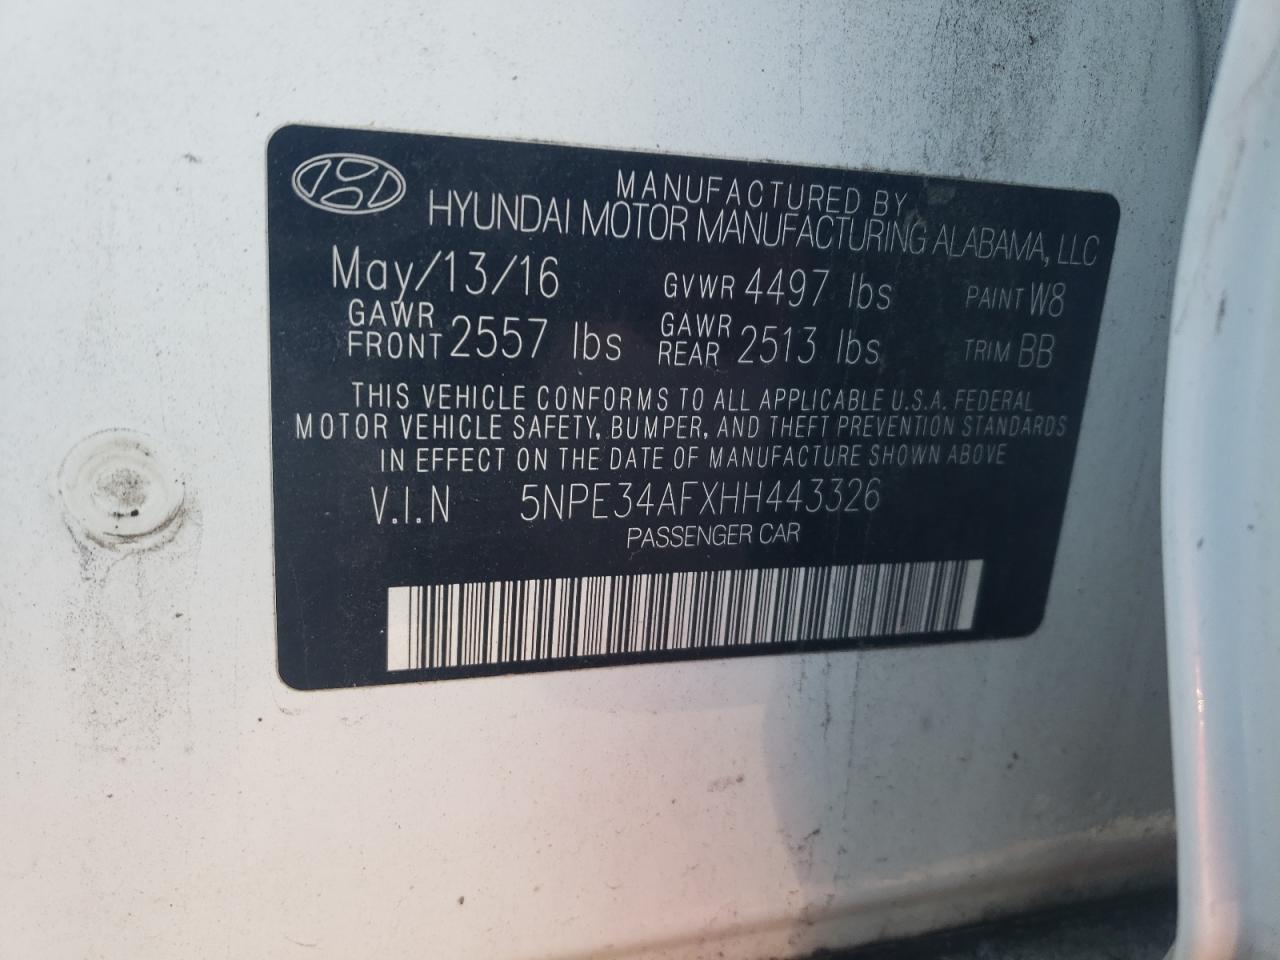 MANUFACTURED BY
HYUNDAI MOTOR MANUFACTURING ALABAMA, LLC
May/13/16 GVWR 4497 lbs PAINT W8
GAWR FRONT 2557 lbs GAWR REAR 2513 lbs TRIM BB
THIS VEHICLE CONFORMS TO ALL APPLICABLE U.S.A. FEDERAL
MOTOR VEHICLE SAFETY, BUMPER, AND THEFT PREVENTION STANDARDS
IN EFFECT ON THE DATE OF MANUFACTURE SHOWN ABOVE
V.I.N 5NPE34AFXHH443326
PASSENGER CAR